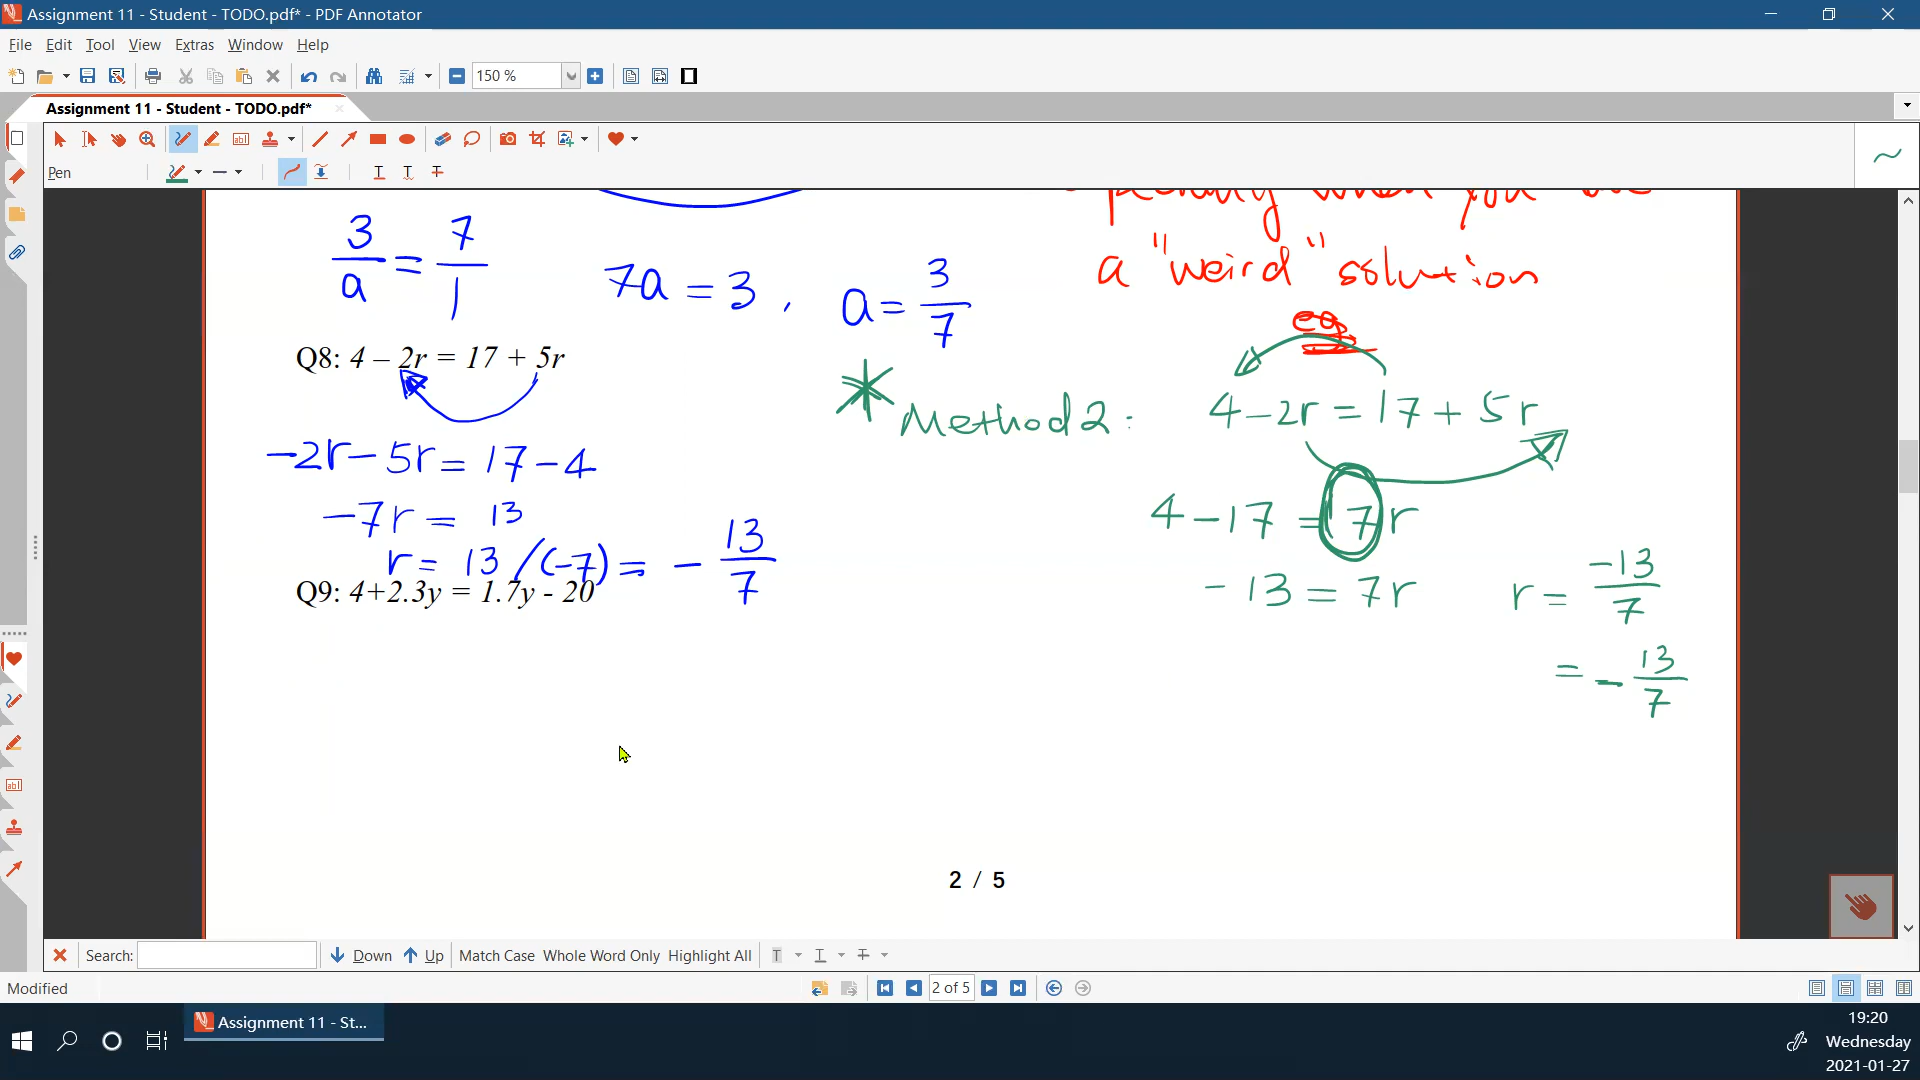 Assignment 11 - Student - TODO.pdf* - PDF Annotator
File Edit Tool View Extras Window Help
150 %
Assignment 11 - Student - TODO.pdf*
Pen
a "weird" solution
eg
3/a = 7/1
7a = 3, a = 3/7
Q8: 4 – 2r = 17 + 5r
-2r - 5r = 17 - 4
-7r = 13
r = 13 / (-7) = - 13/7
* Method 2: 4 - 2r = 17 + 5r
4 - 17 = 7r
-13 = 7r r = -13/7
= - 13/7
Q9: 4+2.3y = 1.7y - 20
2 / 5
Search: Down Up Match Case Whole Word Only Highlight All
Modified
2 of 5
Assignment 11 - St...
19:20
Wednesday
2021-01-27